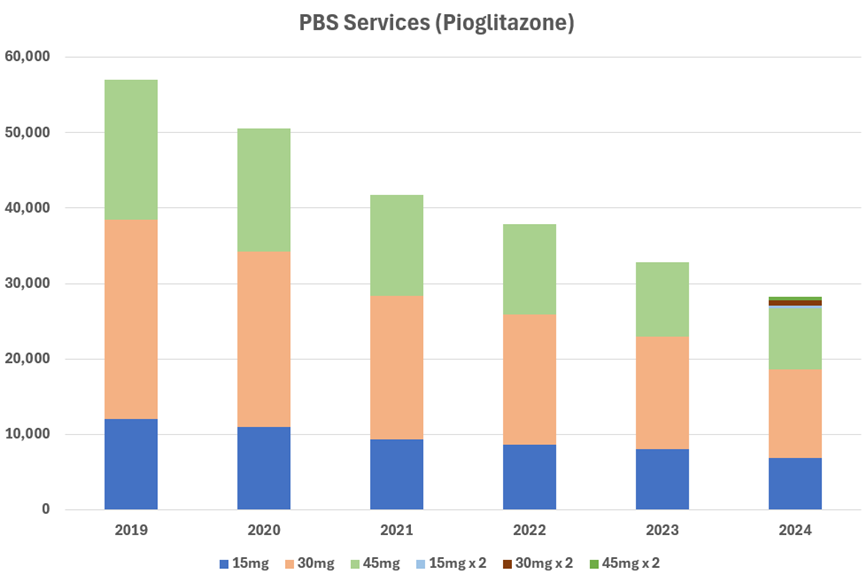 PBS Services (Pioglitazone)
60,000
50,000
40,000
30,000
20,000
10,000
0
2019 2020 2021 2022 2023 2024
15mg 30mg 45mg 15mg x 2 30mg x 2 45mg x 2